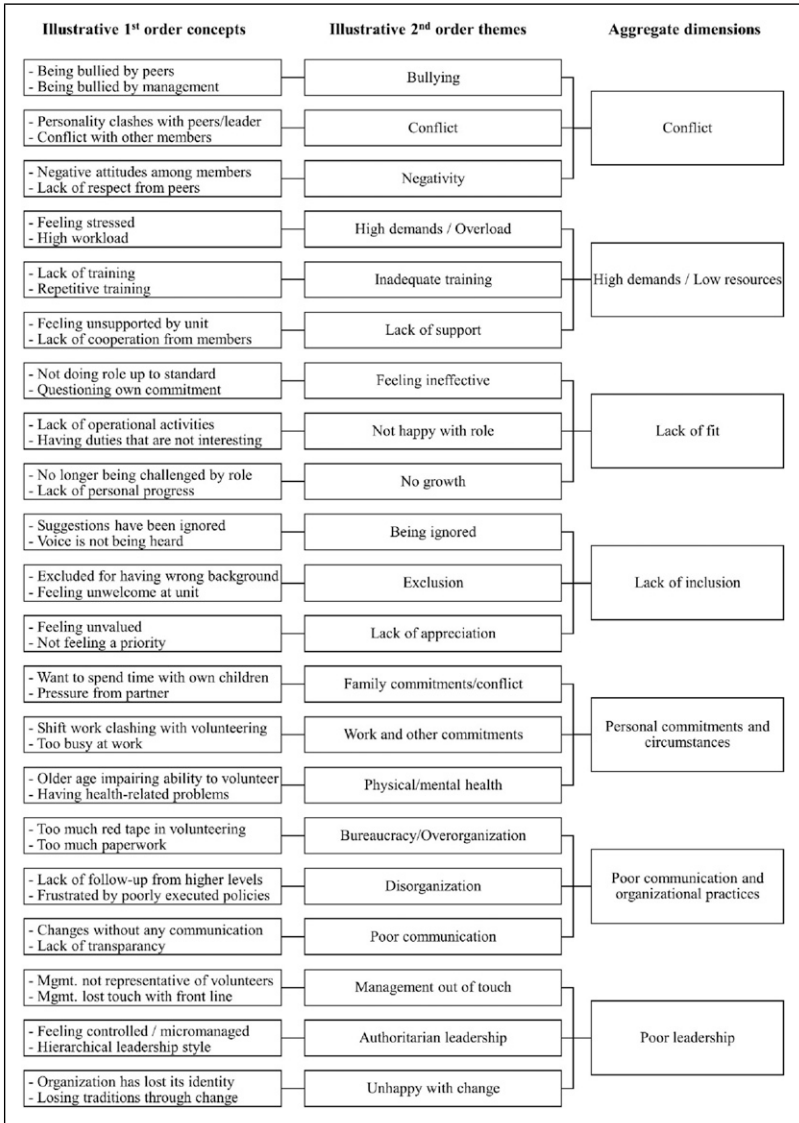 Illustrative 1st order concepts
Illustrative 2nd order themes
Aggregate dimensions
- Being bullied by peers
- Being bullied by management
Bullying
- Personality clashes with peers/leader
- Conflict with other members
Conflict
Conflict
- Negative attitudes among members
- Lack of respect from peers
Negativity
- Feeling stressed
- High workload
High demands / Overload
- Lack of training
- Repetitive training
Inadequate training
High demands / Low resources
- Feeling unsupported by unit
- Lack of cooperation from members
Lack of support
- Not doing role up to standard
- Questioning own commitment
Feeling ineffective
- Lack of operational activities
- Having duties that are not interesting
Not happy with role
Lack of fit
- No longer being challenged by role
- Lack of personal progress
No growth
- Suggestions have been ignored
- Voice is not being heard
Being ignored
- Excluded for having wrong background
- Feeling unwelcome at unit
Exclusion
Lack of inclusion
- Feeling unvalued
- Not feeling a priority
Lack of appreciation
- Want to spend time with own children
- Pressure from partner
Family commitments/conflict
- Shift work clashing with volunteering
- Too busy at work
Work and other commitments
Personal commitments and
circumstances
- Older age impairing ability to volunteer
- Having health-related problems
Physical/mental health
- Too much red tape in volunteering
- Too much paperwork
Bureaucracy/Overorganization
- Lack of follow-up from higher levels
- Frustrated by poorly executed policies
Disorganization
Poor communication and
organizational practices
- Changes without any communication
- Lack of transparancy
Poor communication
- Mgmt. not representative of volunteers
- Mgmt. lost touch with front line
Management out of touch
- Feeling controlled / micromanaged
- Hierarchical leadership style
Authoritarian leadership
Poor leadership
- Organization has lost its identity
- Losing traditions through change
Unhappy with change